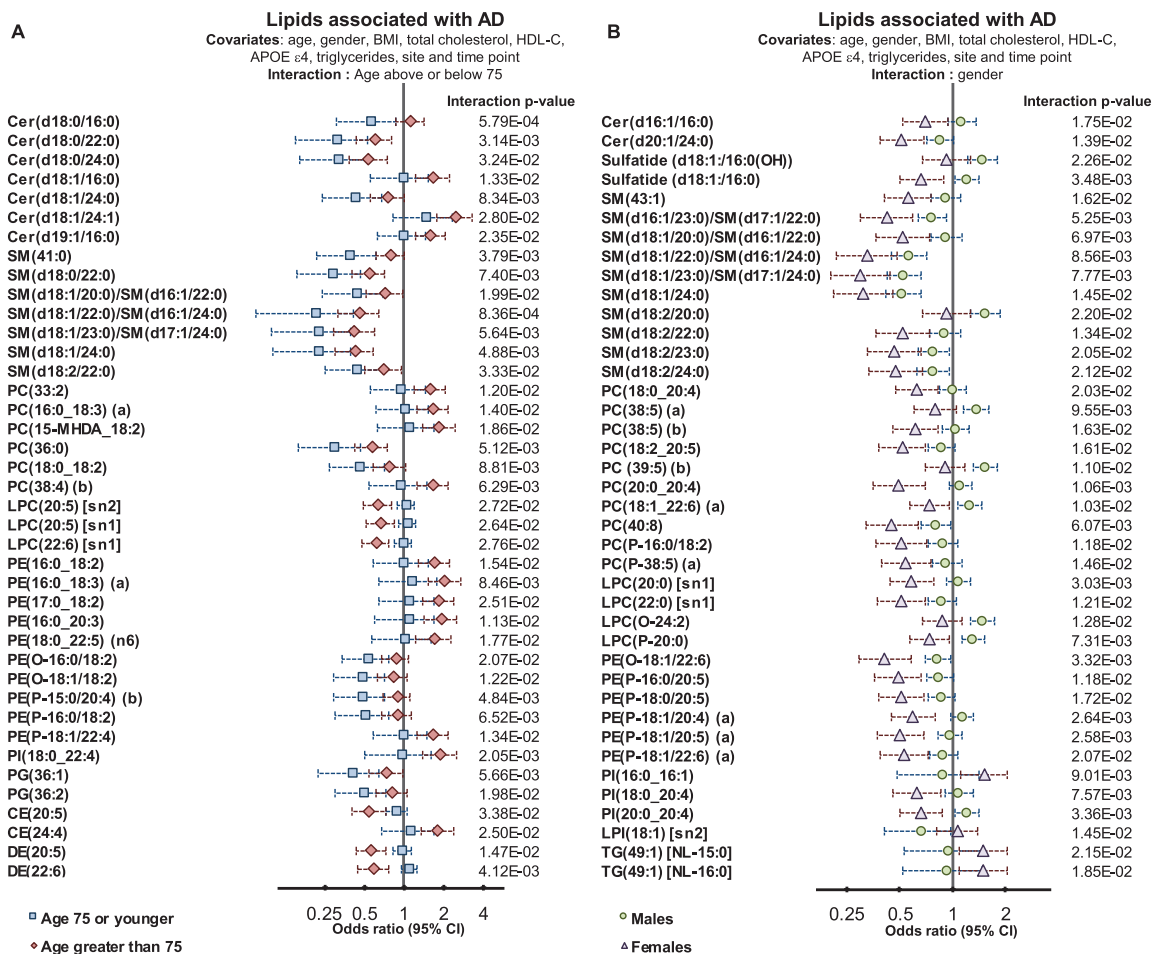 A
Lipids associated with AD
Covariates: age, gender, BMI, total cholesterol, HDL-C,
APOE ε4, triglycerides, site and time point
Interaction : Age above or below 75
Interaction p-value
Cer(d18:0/16:0) 5.79E-04
Cer(d18:0/22:0) 3.14E-03
Cer(d18:0/24:0) 3.24E-02
Cer(d18:1/16:0) 1.33E-02
Cer(d18:1/24:0) 8.34E-03
Cer(d18:1/24:1) 2.80E-02
Cer(d19:1/16:0) 2.35E-02
SM(41:0) 3.79E-03
SM(d18:0/22:0) 7.40E-03
SM(d18:1/20:0)/SM(d16:1/22:0) 1.99E-02
SM(d18:1/22:0)/SM(d16:1/24:0) 8.36E-04
SM(d18:1/23:0)/SM(d17:1/24:0) 5.64E-03
SM(d18:1/24:0) 4.88E-03
SM(d18:2/22:0) 3.33E-02
PC(33:2) 1.20E-02
PC(16:0_18:3) (a) 1.40E-02
PC(15-MHDA_18:2) 1.86E-02
PC(36:0) 5.12E-03
PC(18:0_18:2) 8.81E-03
PC(38:4) (b) 6.29E-03
LPC(20:5) [sn2] 2.72E-02
LPC(20:5) [sn1] 2.64E-02
LPC(22:6) [sn1] 2.76E-02
PE(16:0_18:2) 1.54E-02
PE(16:0_18:3) (a) 8.46E-03
PE(17:0_18:2) 2.51E-02
PE(16:0_20:3) 1.13E-02
PE(18:0_22:5) (n6) 1.77E-02
PE(O-16:0/18:2) 2.07E-02
PE(O-18:1/18:2) 1.22E-02
PE(P-15:0/20:4) (b) 4.84E-03
PE(P-16:0/18:2) 6.52E-03
PE(P-18:1/22:4) 1.34E-02
PI(18:0_22:4) 2.05E-03
PG(36:1) 5.66E-03
PG(36:2) 1.98E-02
CE(20:5) 3.38E-02
CE(24:4) 2.50E-02
DE(20:5) 1.47E-02
DE(22:6) 4.12E-03
0.25 0.5 1 2 4
Odds ratio (95% CI)
Age 75 or younger
Age greater than 75
B
Lipids associated with AD
Covariates: age, gender, BMI, total cholesterol, HDL-C,
APOE ε4, triglycerides, site and time point
Interaction : gender
Interaction p-value
Cer(d16:1/16:0) 1.75E-02
Cer(d20:1/24:0) 1.39E-02
Sulfatide (d18:1:/16:0(OH)) 2.26E-02
Sulfatide (d18:1:/16:0) 3.48E-03
SM(43:1) 1.62E-02
SM(d16:1/23:0)/SM(d17:1/22:0) 5.25E-03
SM(d18:1/20:0)/SM(d16:1/22:0) 6.97E-03
SM(d18:1/22:0)/SM(d16:1/24:0) 8.56E-03
SM(d18:1/23:0)/SM(d17:1/24:0) 7.77E-03
SM(d18:1/24:0) 1.45E-02
SM(d18:2/20:0) 2.20E-02
SM(d18:2/22:0) 1.34E-02
SM(d18:2/23:0) 2.05E-02
SM(d18:2/24:0) 2.12E-02
PC(18:0_20:4) 2.03E-02
PC(38:5) (a) 9.55E-03
PC(38:5) (b) 1.63E-02
PC(18:2_20:5) 1.61E-02
PC (39:5) (b) 1.10E-02
PC(20:0_20:4) 1.06E-03
PC(18:1_22:6) (a) 1.03E-02
PC(40:8) 6.07E-03
PC(P-16:0/18:2) 1.18E-02
PC(P-38:5) (a) 1.46E-02
LPC(20:0) [sn1] 3.03E-03
LPC(22:0) [sn1] 1.21E-02
LPC(O-24:2) 1.28E-02
LPC(P-20:0) 7.31E-03
PE(O-18:1/22:6) 3.32E-03
PE(P-16:0/20:5) 1.18E-02
PE(P-18:0/20:5) 1.72E-02
PE(P-18:1/20:4) (a) 2.64E-03
PE(P-18:1/20:5) (a) 2.58E-03
PE(P-18:1/22:6) (a) 2.07E-02
PI(16:0_16:1) 9.01E-03
PI(18:0_20:4) 7.57E-03
PI(20:0_20:4) 3.36E-03
LPI(18:1) [sn2] 1.45E-02
TG(49:1) [NL-15:0] 2.15E-02
TG(49:1) [NL-16:0] 1.85E-02
0.25 0.5 1 2
Odds ratio (95% CI)
Males
Females